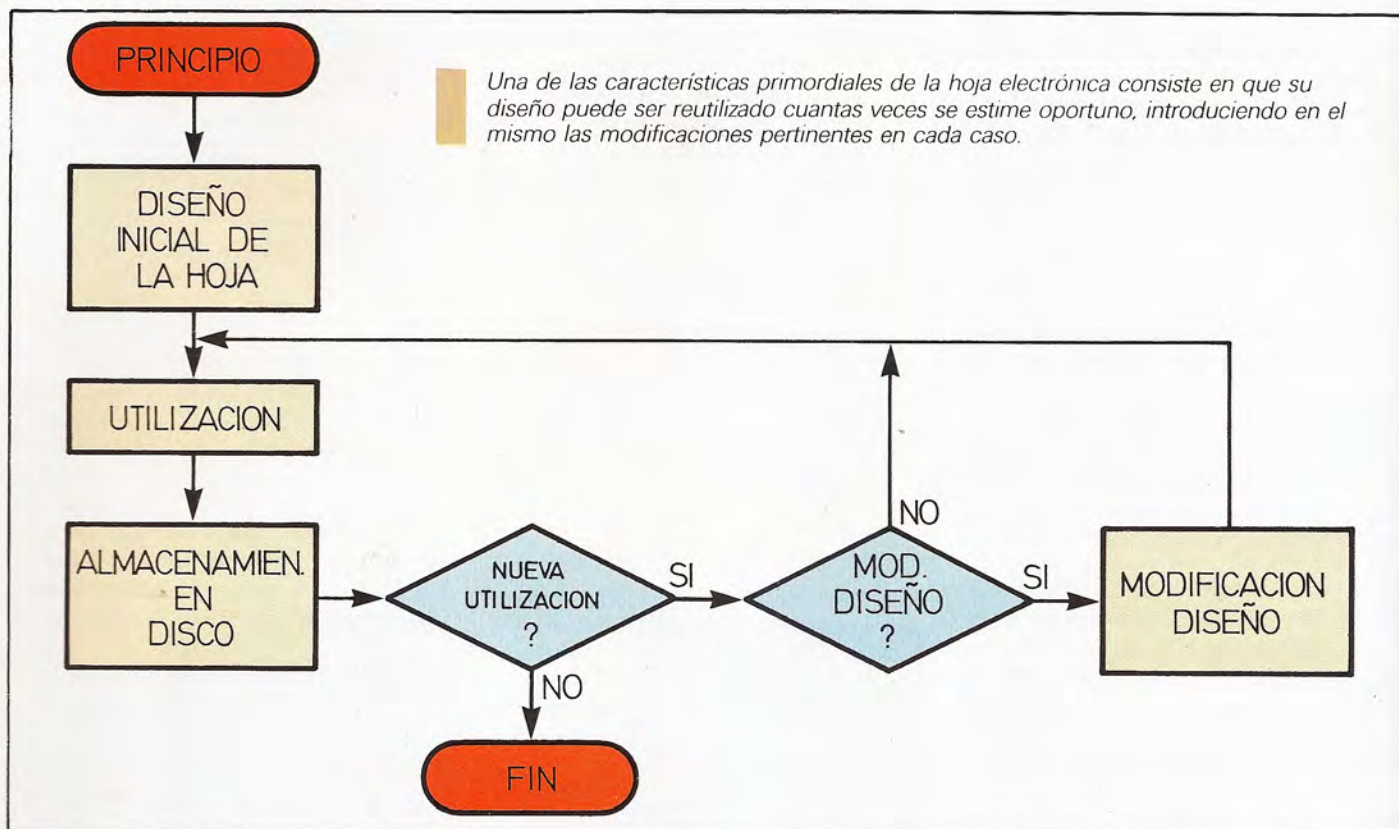 PRINCIPIO
Una de las características primordiales de la hoja electrónica consiste en que su
diseño puede ser reutilizado cuantas veces se estime oportuno, introduciendo en el
mismo las modificaciones pertinentes en cada caso.
DISEÑO
INICIAL DE
LA HOJA
UTILIZACION
ALMACENAMIEN.
EN
DISCO
NUEVA
UTILIZACION
?
SI
NO
MOD.
DISEÑO
?
NO
SI
MODIFICACION
DISEÑO
FIN